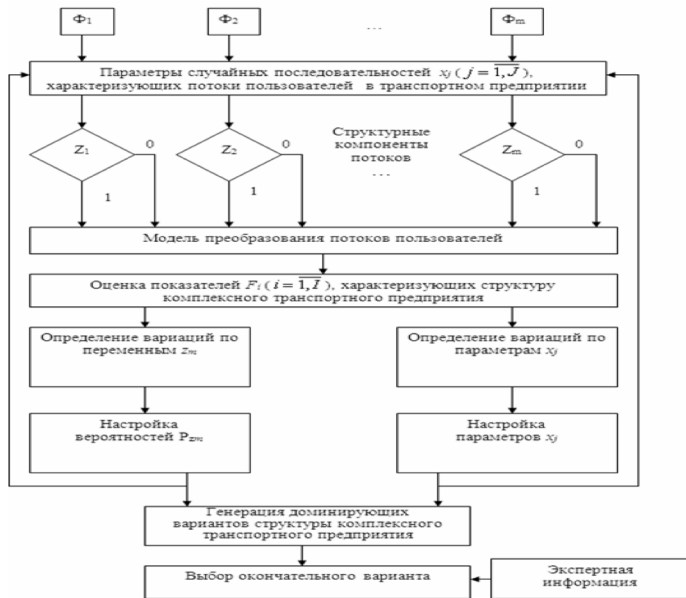 Ф₁ Ф₂ ... Фₘ
Параметры случайных последовательностей xⱼ ( j = 1, J ),
характеризующих потоки пользователей в транспортном предприятии
Z₁ 0 1
Z₂ 0 1
Структурные
компоненты
потоков
...
Zₘ 0 1
Модель преобразования потоков пользователей
Оценка показателей Fᵢ ( i = 1, I ), характеризующих структуру
комплексного транспортного предприятия
Определение вариаций по
переменным zₘ
Определение вариаций по
параметрам xⱼ
Настройка
вероятностей P_zm
Настройка
параметров xⱼ
Генерация доминирующих
вариантов структуры комплексного
транспортного предприятия
Выбор окончательного варианта
Экспертная
информация